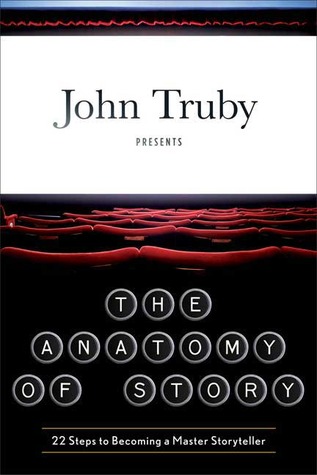 John Truby
PRESENTS
THE
ANATOMY
OF STORY
22 Steps to Becoming a Master Storyteller